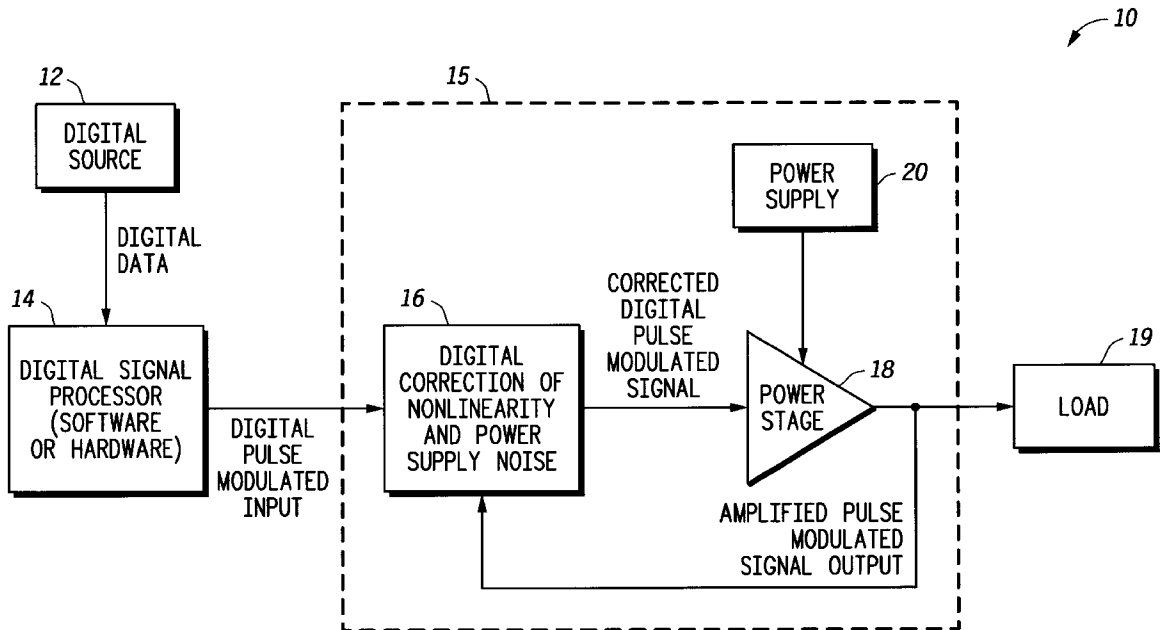 10
12
DIGITAL
SOURCE
DIGITAL
DATA
14
DIGITAL SIGNAL
PROCESSOR
(SOFTWARE
OR HARDWARE)
DIGITAL
PULSE
MODULATED
INPUT
15
16
DIGITAL
CORRECTION OF
NONLINEARITY
AND POWER
SUPPLY NOISE
CORRECTED
DIGITAL
PULSE
MODULATED
SIGNAL
POWER
SUPPLY
20
POWER
STAGE
18
AMPLIFIED PULSE
MODULATED
SIGNAL OUTPUT
19
LOAD